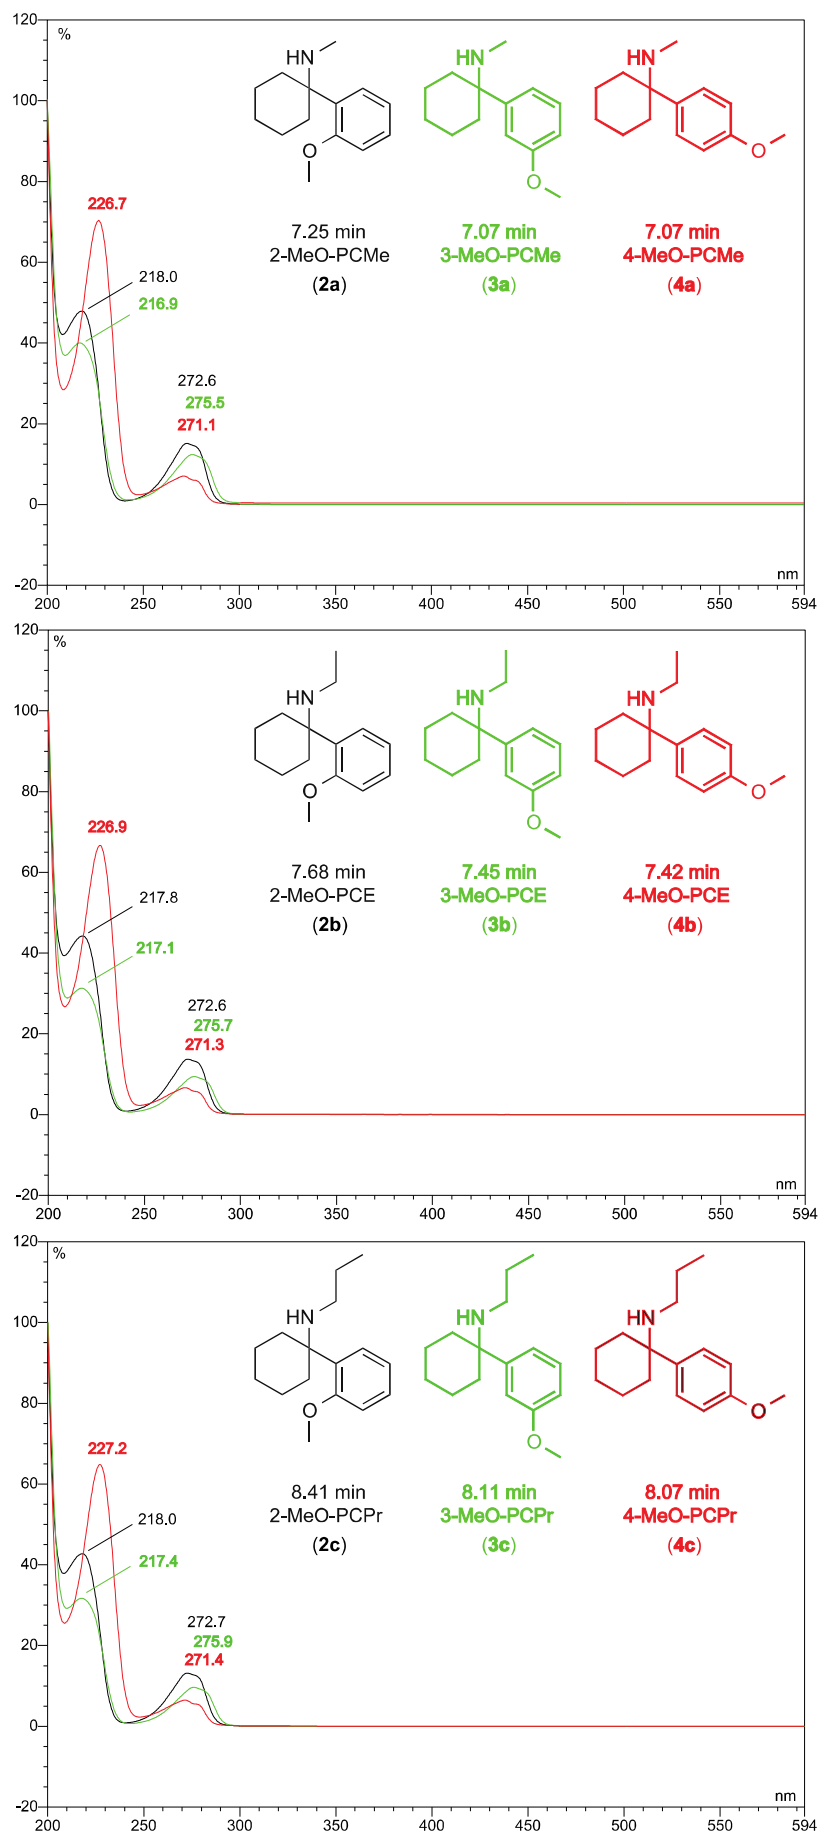 120
%
100
80
60
40
20
0
-20
200
250
300
350
400
450
500
550
594
nm
226.7
218.0
216.9
272.6
275.5
271.1
HN
O
HN
O
HN
O
7.25 min
2-MeO-PCMe
(2a)
7.07 min
3-MeO-PCMe
(3a)
7.07 min
4-MeO-PCMe
(4a)
120
%
100
80
60
40
20
0
-20
200
250
300
350
400
450
500
550
594
nm
226.9
217.8
217.1
272.6
275.7
271.3
HN
O
HN
O
HN
O
7.68 min
2-MeO-PCE
(2b)
7.45 min
3-MeO-PCE
(3b)
7.42 min
4-MeO-PCE
(4b)
120
%
100
80
60
40
20
0
-20
200
250
300
350
400
450
500
550
594
nm
227.2
218.0
217.4
272.7
275.9
271.4
HN
O
HN
O
HN
O
8.41 min
2-MeO-PCPr
(2c)
8.11 min
3-MeO-PCPr
(3c)
8.07 min
4-MeO-PCPr
(4c)